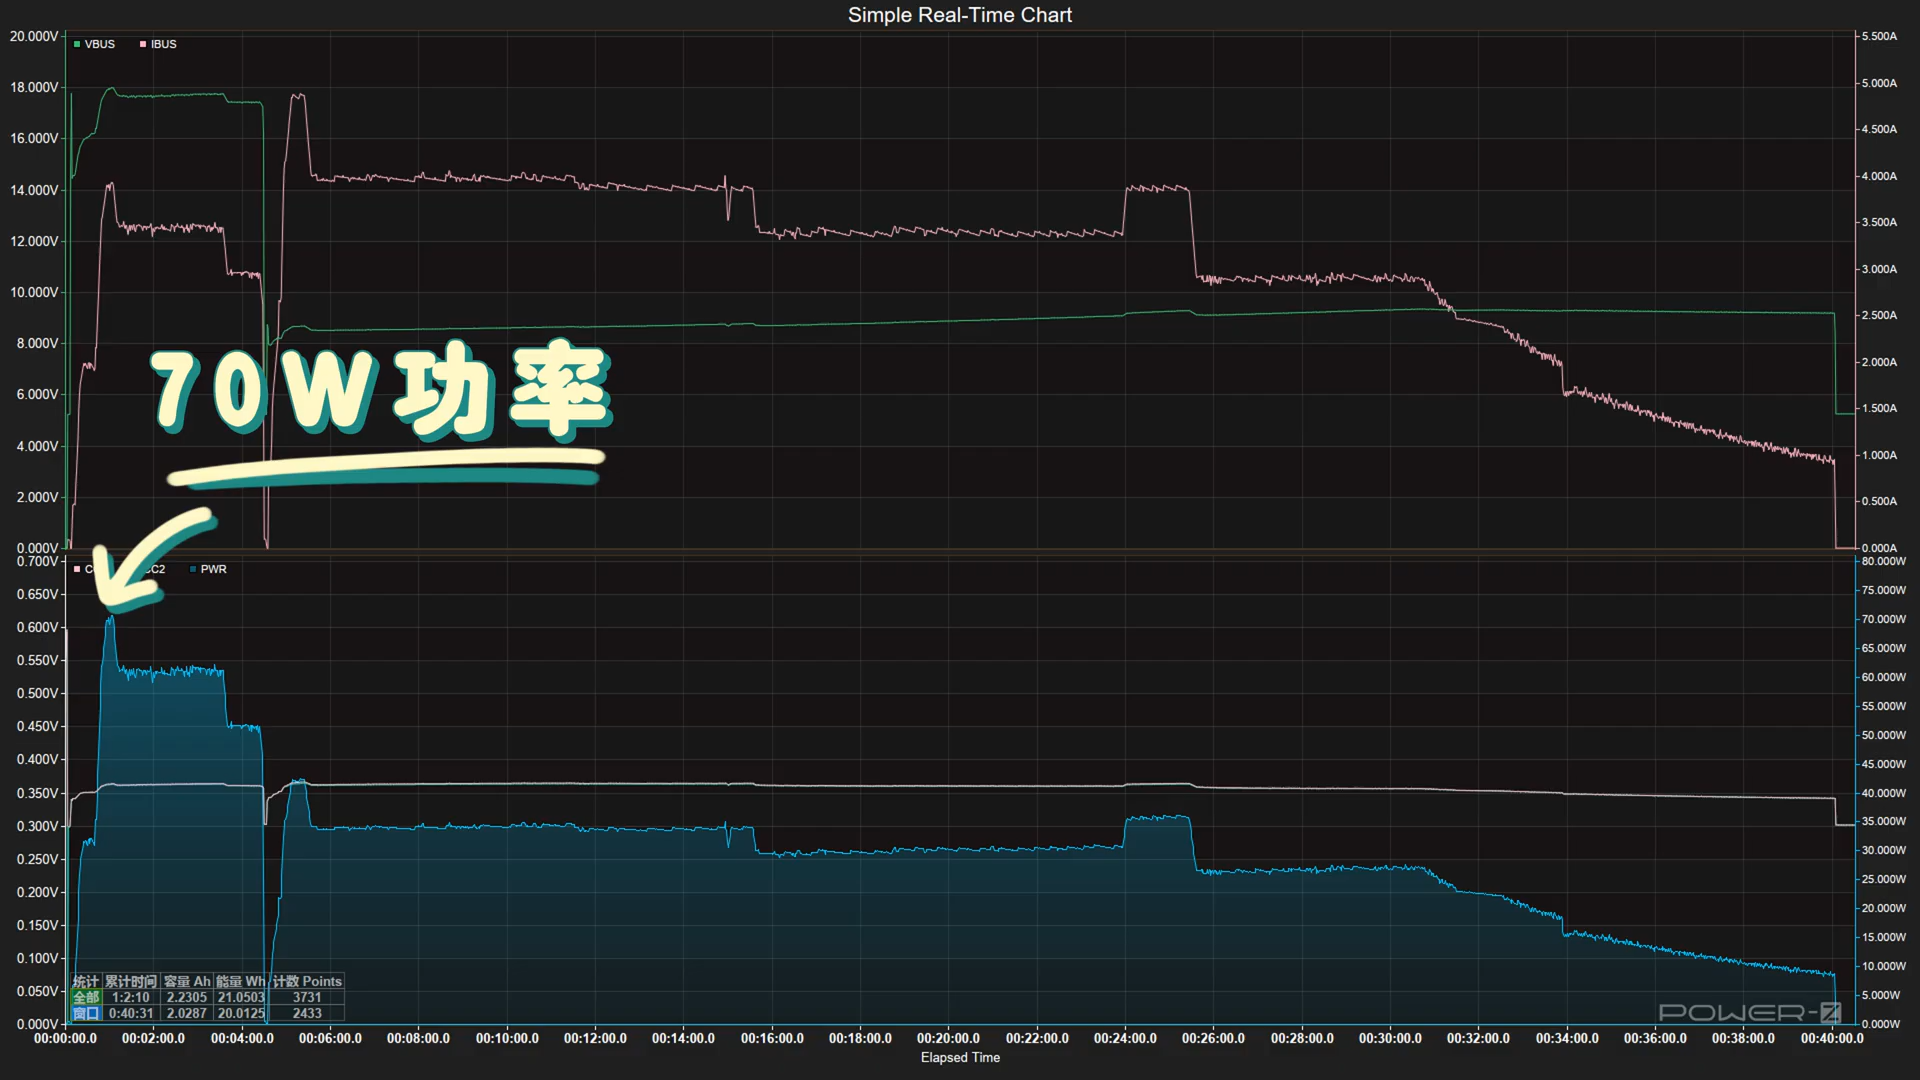 Simple Real-Time Chart
VBUS IBUS
20.000V
18.000V
16.000V
14.000V
12.000V
10.000V
8.000V
6.000V
4.000V
2.000V
0.000V
5.500A
5.000A
4.500A
4.000A
3.500A
3.000A
2.500A
2.000A
1.500A
1.000A
0.500A
0.000A
70W功率
CC2 PWR
0.700V
0.650V
0.600V
0.550V
0.500V
0.450V
0.400V
0.350V
0.300V
0.250V
0.200V
0.150V
0.100V
0.050V
0.000V
80.000W
75.000W
70.000W
65.000W
60.000W
55.000W
50.000W
45.000W
40.000W
35.000W
30.000W
25.000W
20.000W
15.000W
10.000W
5.000W
0.000W
统计 累计时间 容量 Ah 能量 Wh 计数 Points
全部 1:2:10 2.2305 21.0503 3731
窗口 0:40:31 2.0287 20.0125 2433
POWER-Z
00:00:00.0 00:02:00.0 00:04:00.0 00:06:00.0 00:08:00.0 00:10:00.0 00:12:00.0 00:14:00.0 00:16:00.0 00:18:00.0 00:20:00.0 00:22:00.0 00:24:00.0 00:26:00.0 00:28:00.0 00:30:00.0 00:32:00.0 00:34:00.0 00:36:00.0 00:38:00.0 00:40:00.0
Elapsed Time